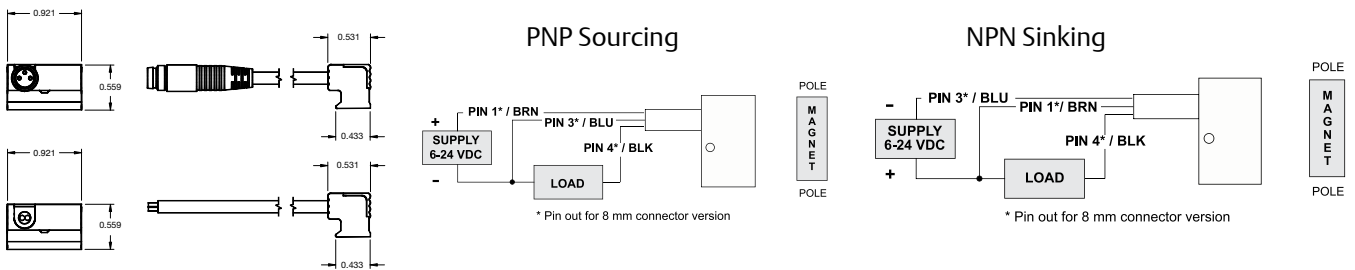 0.921
0.559
0.531
0.433
0.921
0.559
0.531
0.433
PNP Sourcing
PIN 1* / BRN
PIN 3* / BLU
PIN 4* / BLK
+
SUPPLY
6-24 VDC
-
LOAD
* Pin out for 8 mm connector version
POLE
MAGNET
POLE
NPN Sinking
PIN 3* / BLU
PIN 1*/ BRN
PIN 4* / BLK
-
SUPPLY
6-24 VDC
+
LOAD
* Pin out for 8 mm connector version
POLE
MAGNET
POLE